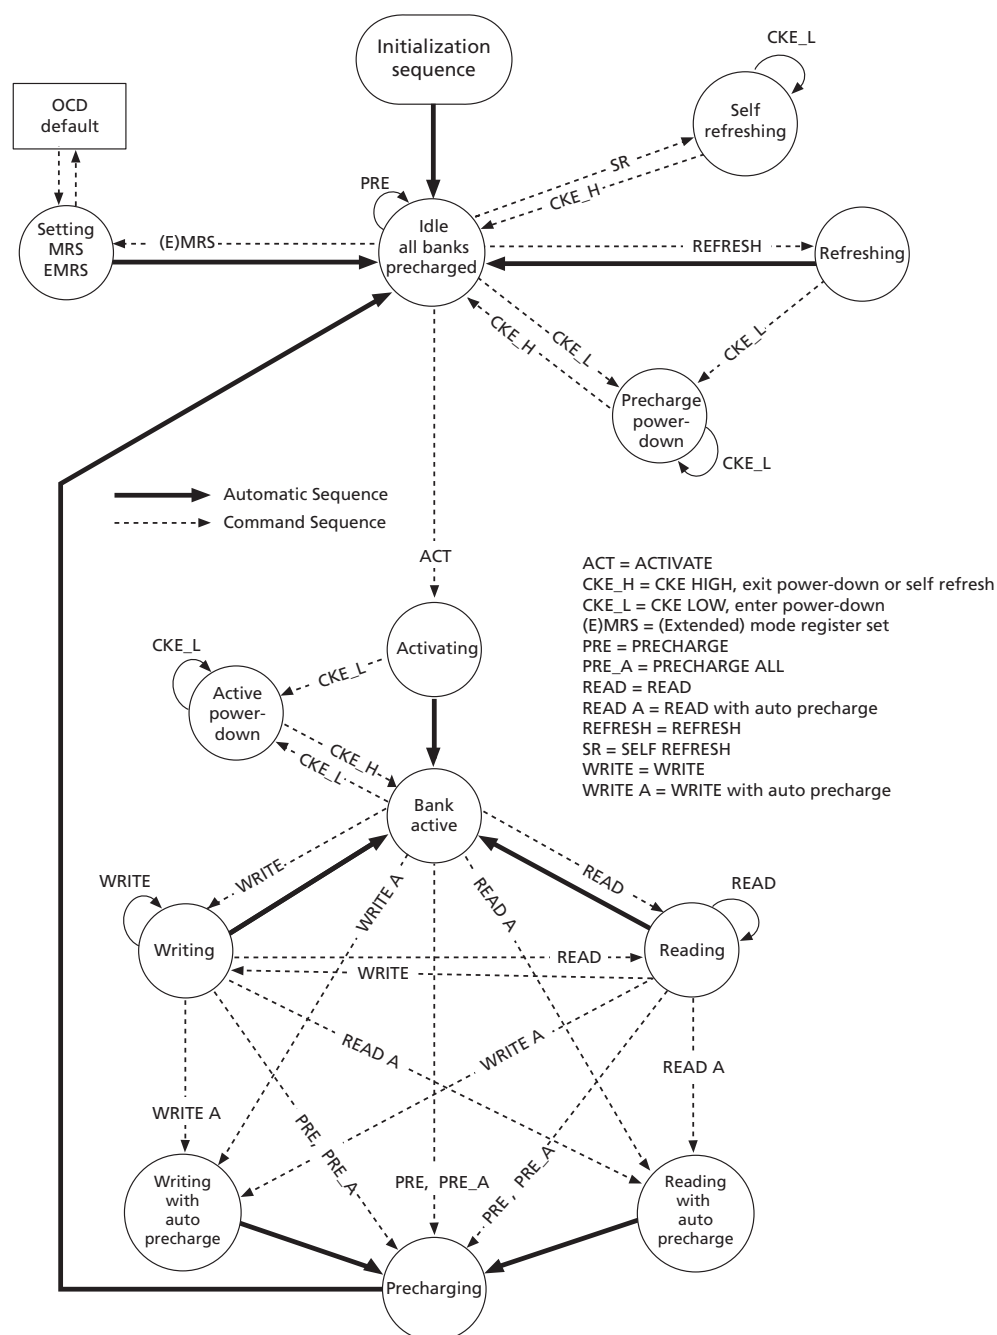 Initialization
sequence
CKE_L
OCD
default
Self
refreshing
SR
CKE_H
PRE
Idle
all banks
precharged
Setting
MRS
EMRS
(E)MRS
REFRESH
Refreshing
CKE_H
CKE_L
CKE_L
Precharge
power-
down
CKE_L
Automatic Sequence
Command Sequence
ACT
ACT = ACTIVATE
CKE_H = CKE HIGH, exit power-down or self refresh
CKE_L = CKE LOW, enter power-down
(E)MRS = (Extended) mode register set
PRE = PRECHARGE
PRE_A = PRECHARGE ALL
READ = READ
READ A = READ with auto precharge
REFRESH = REFRESH
SR = SELF REFRESH
WRITE = WRITE
WRITE A = WRITE with auto precharge
Activating
CKE_L
CKE_L
Active
power-
down
CKE_H
CKE_L
Bank
active
WRITE
READ
WRITE
WRITE A
READ A
READ
Writing
READ
Reading
WRITE
READ A
WRITE A
READ A
WRITE A
PRE, PRE_A
PRE, PRE_A
PRE, PRE_A
Writing
with
auto
precharge
Reading
with
auto
precharge
Precharging